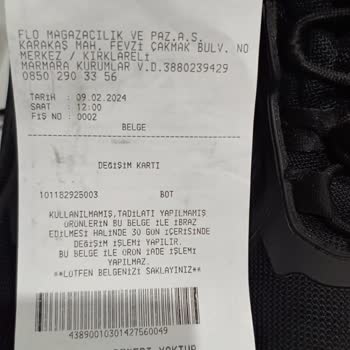 FLO MAGAZACILIK VE PAZ.A.S.
KARAKAŞ MAH. FEVZİ ÇAKMAK BULV. NO
MERKEZ / KIRKLARELİ
MARMARA KURUMLAR V.D.3880239429
0850 290 33 56
TARİH : 09.02.2024
SAAT : 12:00
FİŞ NO : 0002
BELGE
DEĞİŞİM KARTI
101182925003 BOT
KULLANILMAMIŞ,TADİLATI YAPILMAMIŞ
ÜRÜNLERİN BU BELGE İLE İBRAZ
EDİLMESİ HALİNDE 30 GÜN İÇERİSİNDE
DEĞİŞİM İŞLEMİ YAPILIR.
BU BELGE İLE ÜRÜN İADE İŞLEMİ
YAPILMAZ.
**LÜTFEN BELGENİZİ SAKLAYINIZ**
43890010301427560049
YOKTUR